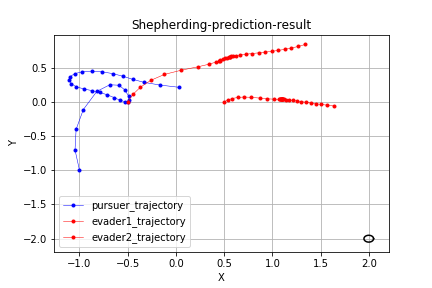 Shepherding-prediction-result
Y
0.5
0.0
−0.5
−1.0
−1.5
−2.0
pursuer_trajectory
evader1_trajectory
evader2_trajectory
−1.0 −0.5 0.0 0.5 1.0 1.5 2.0
X